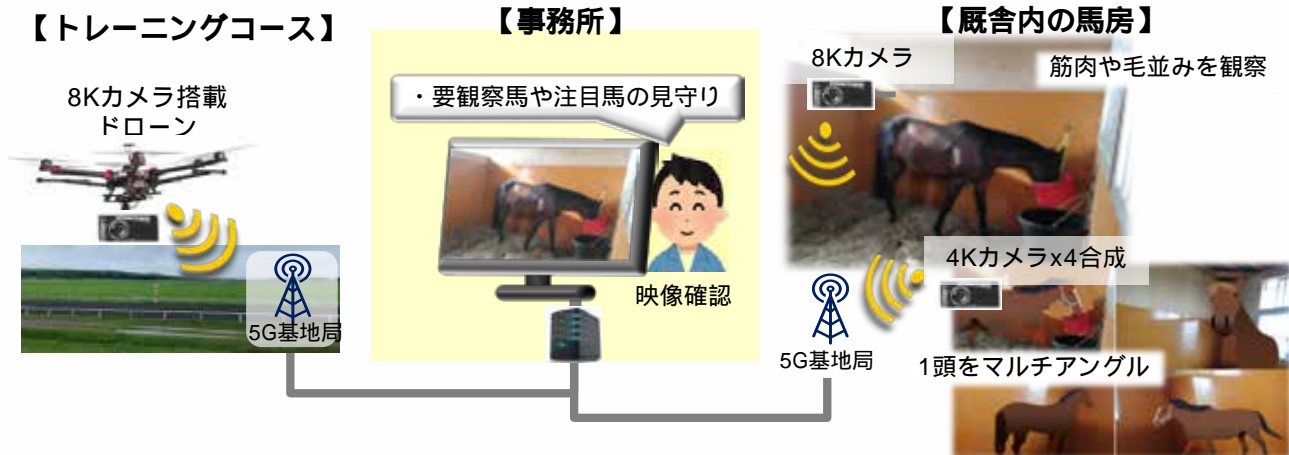 【トレーニングコース】
8Kカメラ搭載
ドローン
5G基地局
【事務所】
・要観察馬や注目馬の見守り
映像確認
【厩舎内の馬房】
8Kカメラ
筋肉や毛並みを観察
4Kカメラx4合成
5G基地局
1頭をマルチアングル